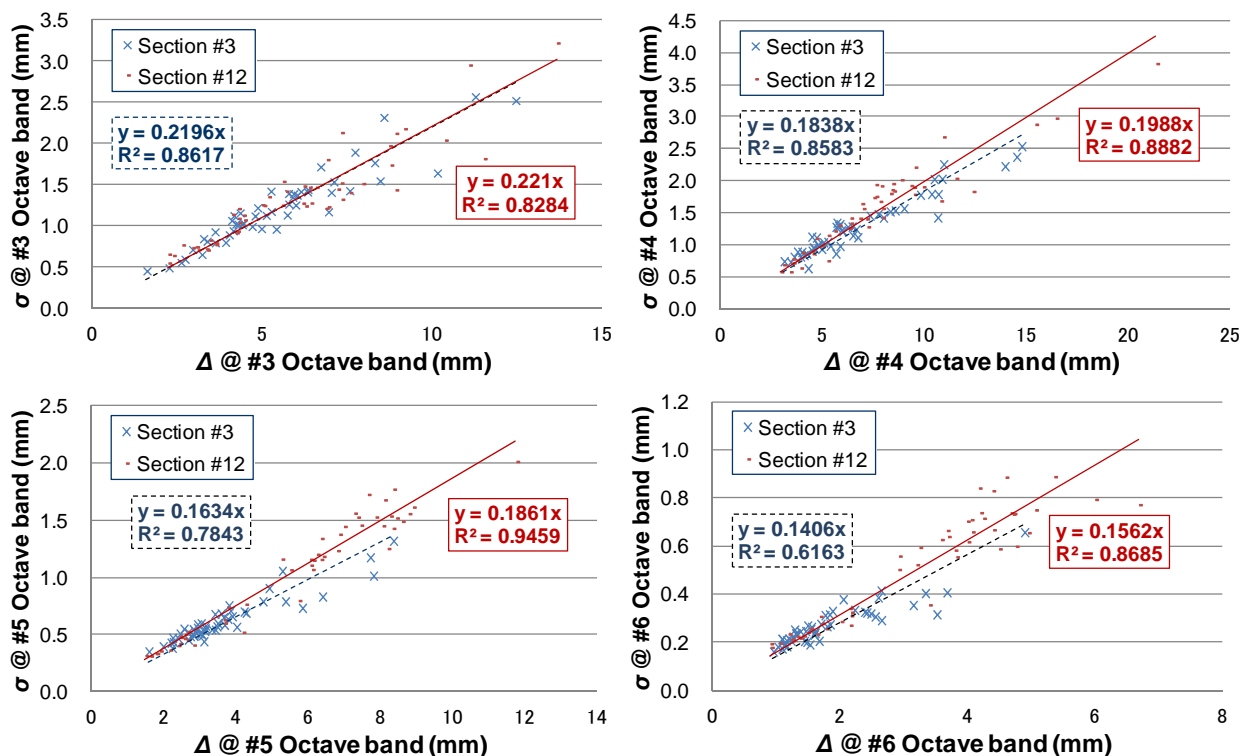 3.5
3.0
2.5
2.0
1.5
1.0
0.5
0.0
σ @ #3 Octave band (mm)
Section #3
Section #12
y = 0.2196x
R² = 0.8617
y = 0.221x
R² = 0.8284
0 5 10 15
Δ @ #3 Octave band (mm)
4.5
4.0
3.5
3.0
2.5
2.0
1.5
1.0
0.5
0.0
σ @ #4 Octave band (mm)
Section #3
Section #12
y = 0.1838x
R² = 0.8583
y = 0.1988x
R² = 0.8882
0 5 10 15 20 25
Δ @ #4 Octave band (mm)
2.5
2.0
1.5
1.0
0.5
0.0
σ @ #5 Octave band (mm)
Section #3
Section #12
y = 0.1634x
R² = 0.7843
y = 0.1861x
R² = 0.9459
0 2 4 6 8 10 12 14
Δ @ #5 Octave band (mm)
1.2
1.0
0.8
0.6
0.4
0.2
0.0
σ @ #6 Octave band (mm)
Section #3
Section #12
y = 0.1406x
R² = 0.6163
y = 0.1562x
R² = 0.8685
0 2 4 6 8
Δ @ #6 Octave band (mm)